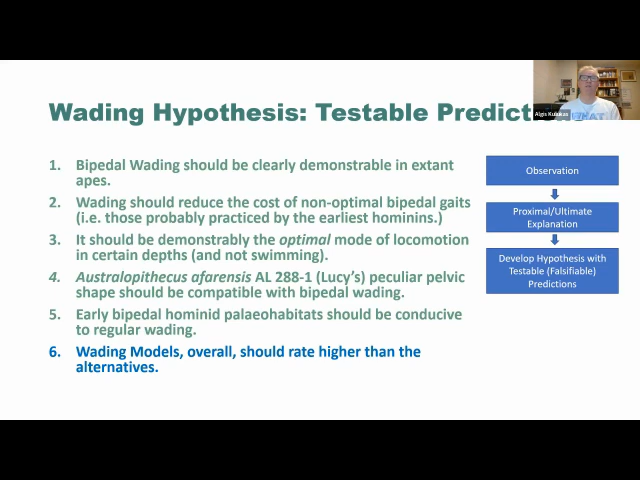 Wading Hypothesis: Testable
Algis Kuliukas
1. Bipedal Wading should be clearly demonstrable in extant
apes.
2. Wading should reduce the cost of non-optimal bipedal gaits
(i.e. those probably practiced by the earliest hominins.)
3. It should be demonstrably the optimal mode of locomotion
in certain depths (and not swimming).
4. Australopithecus afarensis AL 288-1 (Lucy's) peculiar pelvic
shape should be compatible with bipedal wading.
5. Early bipedal hominid palaeohabitats should be conducive
to regular wading.
6. Wading Models, overall, should rate higher than the
alternatives.
Observation
Proximal/Ultimate
Explanation
Develop Hypothesis with
Testable (Falsifiable)
Predictions